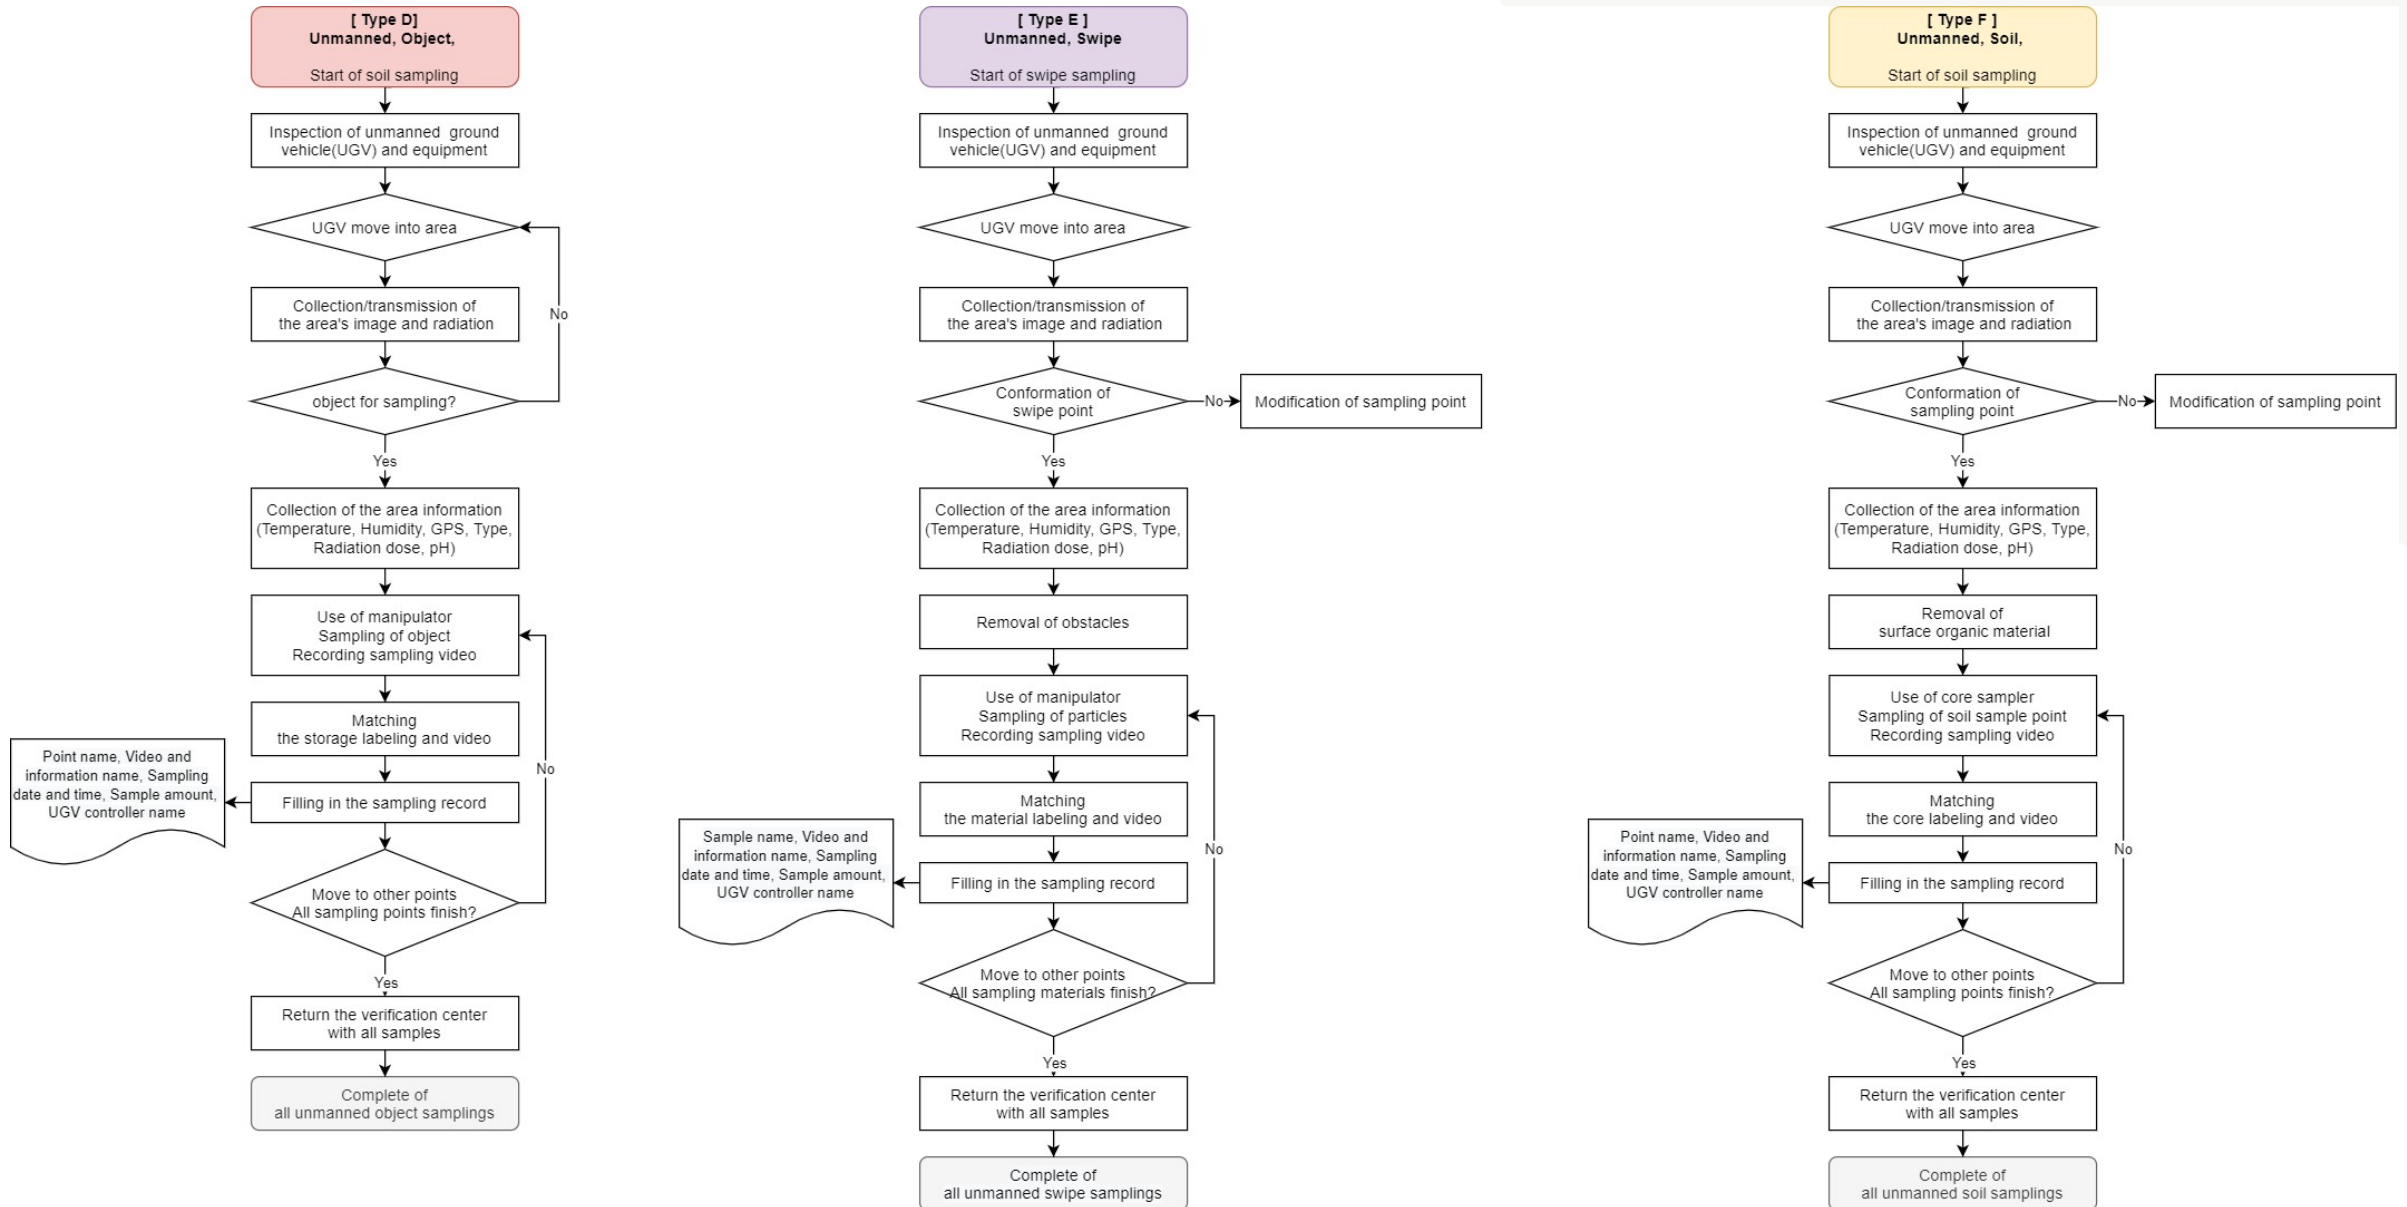 [ Type D]
Unmanned, Object,
Start of soil sampling
Inspection of unmanned  ground
vehicle(UGV) and equipment
UGV move into area
Collection/transmission of
the area's image and radiation
No
object for sampling?
Yes
Collection of the area information
(Temperature, Humidity, GPS, Type,
Radiation dose, pH)
Use of manipulator
Sampling of object
Recording sampling video
Matching
the storage labeling and video
No
Point name, Video and
information name, Sampling
date and time, Sample amount,
UGV controller name
Filling in the sampling record
Move to other points
All sampling points finish?
Yes
Return the verification center
with all samples
Complete of
all unmanned object samplings
[ Type E ]
Unmanned, Swipe
Start of swipe sampling
Inspection of unmanned  ground
vehicle(UGV) and equipment
UGV move into area
Collection/transmission of
the area's image and radiation
Conformation of
swipe point
No
Modification of sampling point
Yes
Collection of the area information
(Temperature, Humidity, GPS, Type,
Radiation dose, pH)
Removal of obstacles
Use of manipulator
Sampling of particles
Recording sampling video
Matching
the material labeling and video
No
Sample name, Video and
information name, Sampling
date and time, Sample amount,
UGV controller name
Filling in the sampling record
Move to other points
All sampling materials finish?
Yes
Return the verification center
with all samples
Complete of
all unmanned swipe samplings
[ Type F ]
Unmanned, Soil,
Start of soil sampling
Inspection of unmanned  ground
vehicle(UGV) and equipment
UGV move into area
Collection/transmission of
the area's image and radiation
Conformation of
sampling point
No
Modification of sampling point
Yes
Collection of the area information
(Temperature, Humidity, GPS, Type,
Radiation dose, pH)
Removal of
surface organic material
Use of core sampler
Sampling of soil sample point
Recording sampling video
Matching
the core labeling and video
No
Point name, Video and
information name, Sampling
date and time, Sample amount,
UGV controller name
Filling in the sampling record
Move to other points
All sampling points finish?
Yes
Return the verification center
with all samples
Complete of
all unmanned soil samplings